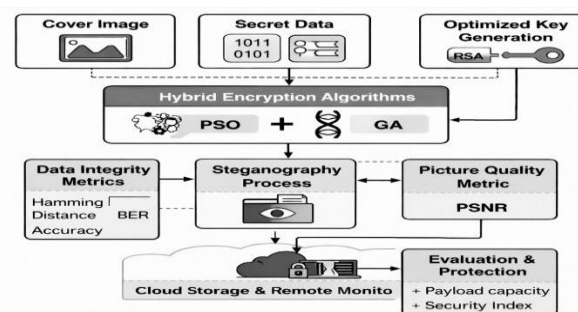 Cover Image
Secret Data
Optimized Key
Generation
1011
0101
RSA
Hybrid Encryption Algorithms
PSO + GA
Data Integrity
Metrics
Hamming
Distance BER
Accuracy
Steganography
Process
Picture Quality
Metric
PSNR
Cloud Storage & Remote Monito
Evaluation &
Protection
+ Payload capacity
+ Security Index